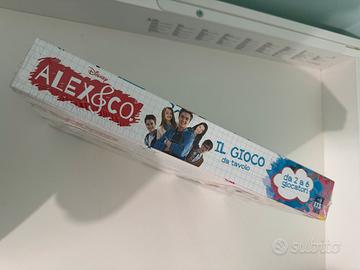 Disney
ALEX&CO.
IL GIOCO
da tavolo
da 2 a 6
giocatori
subito